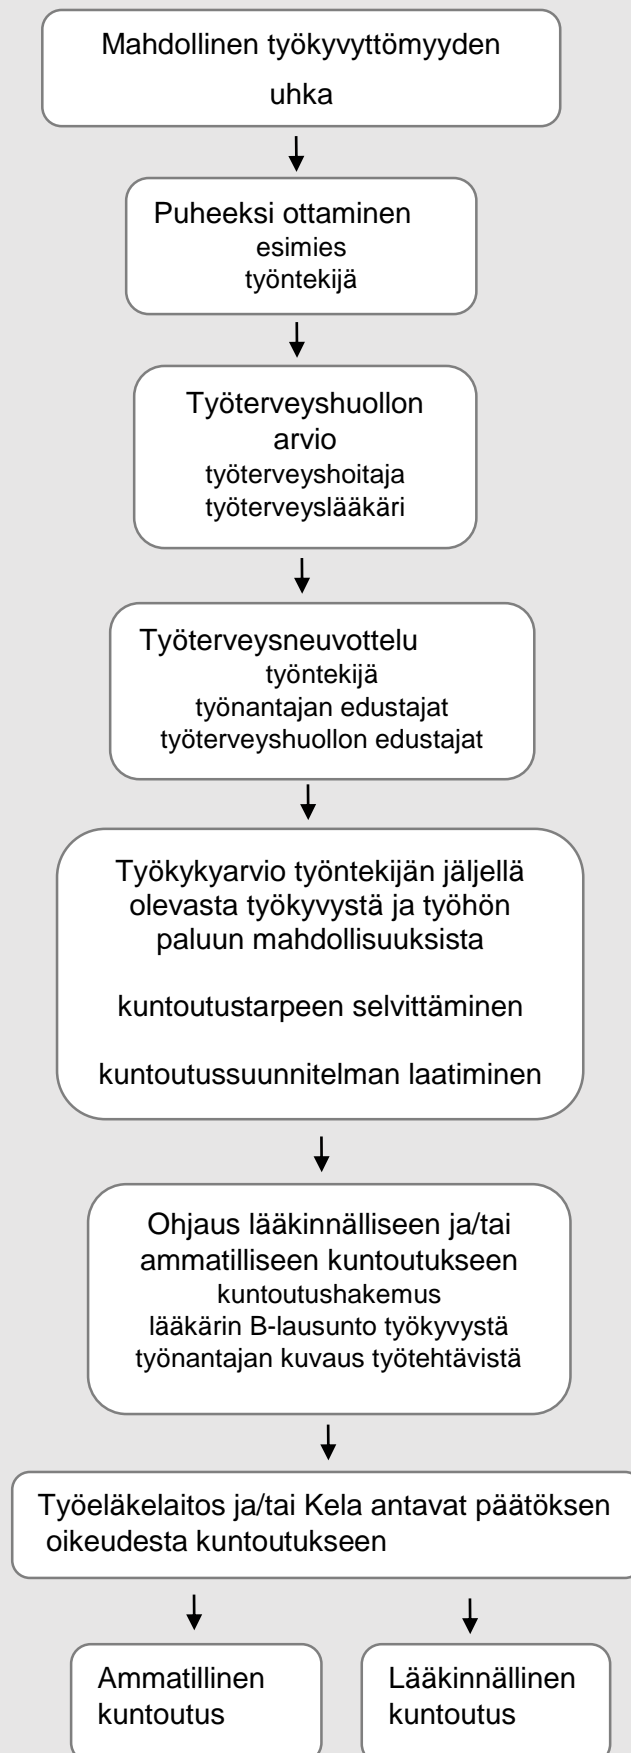 Mahdollinen työkyvyttömyyden
uhka
Puheeksi ottaminen
esimies
työntekijä
Työterveyshuollon
arvio
työterveyshoitaja
työterveyslääkäri
Työterveysneuvottelu
työntekijä
työnantajan edustajat
työterveyshuollon edustajat
Työkykyarvio työntekijän jäljellä
olevasta työkyvystä ja työhön
paluun mahdollisuuksista
kuntoutustarpeen selvittäminen
kuntoutussuunnitelman laatiminen
Ohjaus lääkinnälliseen ja/tai
ammatilliseen kuntoutukseen
kuntoutushakemus
lääkärin B-lausunto työkyvystä
työnantajan kuvaus työtehtävistä
Työeläkelaitos ja/tai Kela antavat päätöksen
oikeudesta kuntoutukseen
Ammatillinen
kuntoutus
Lääkinnällinen
kuntoutus